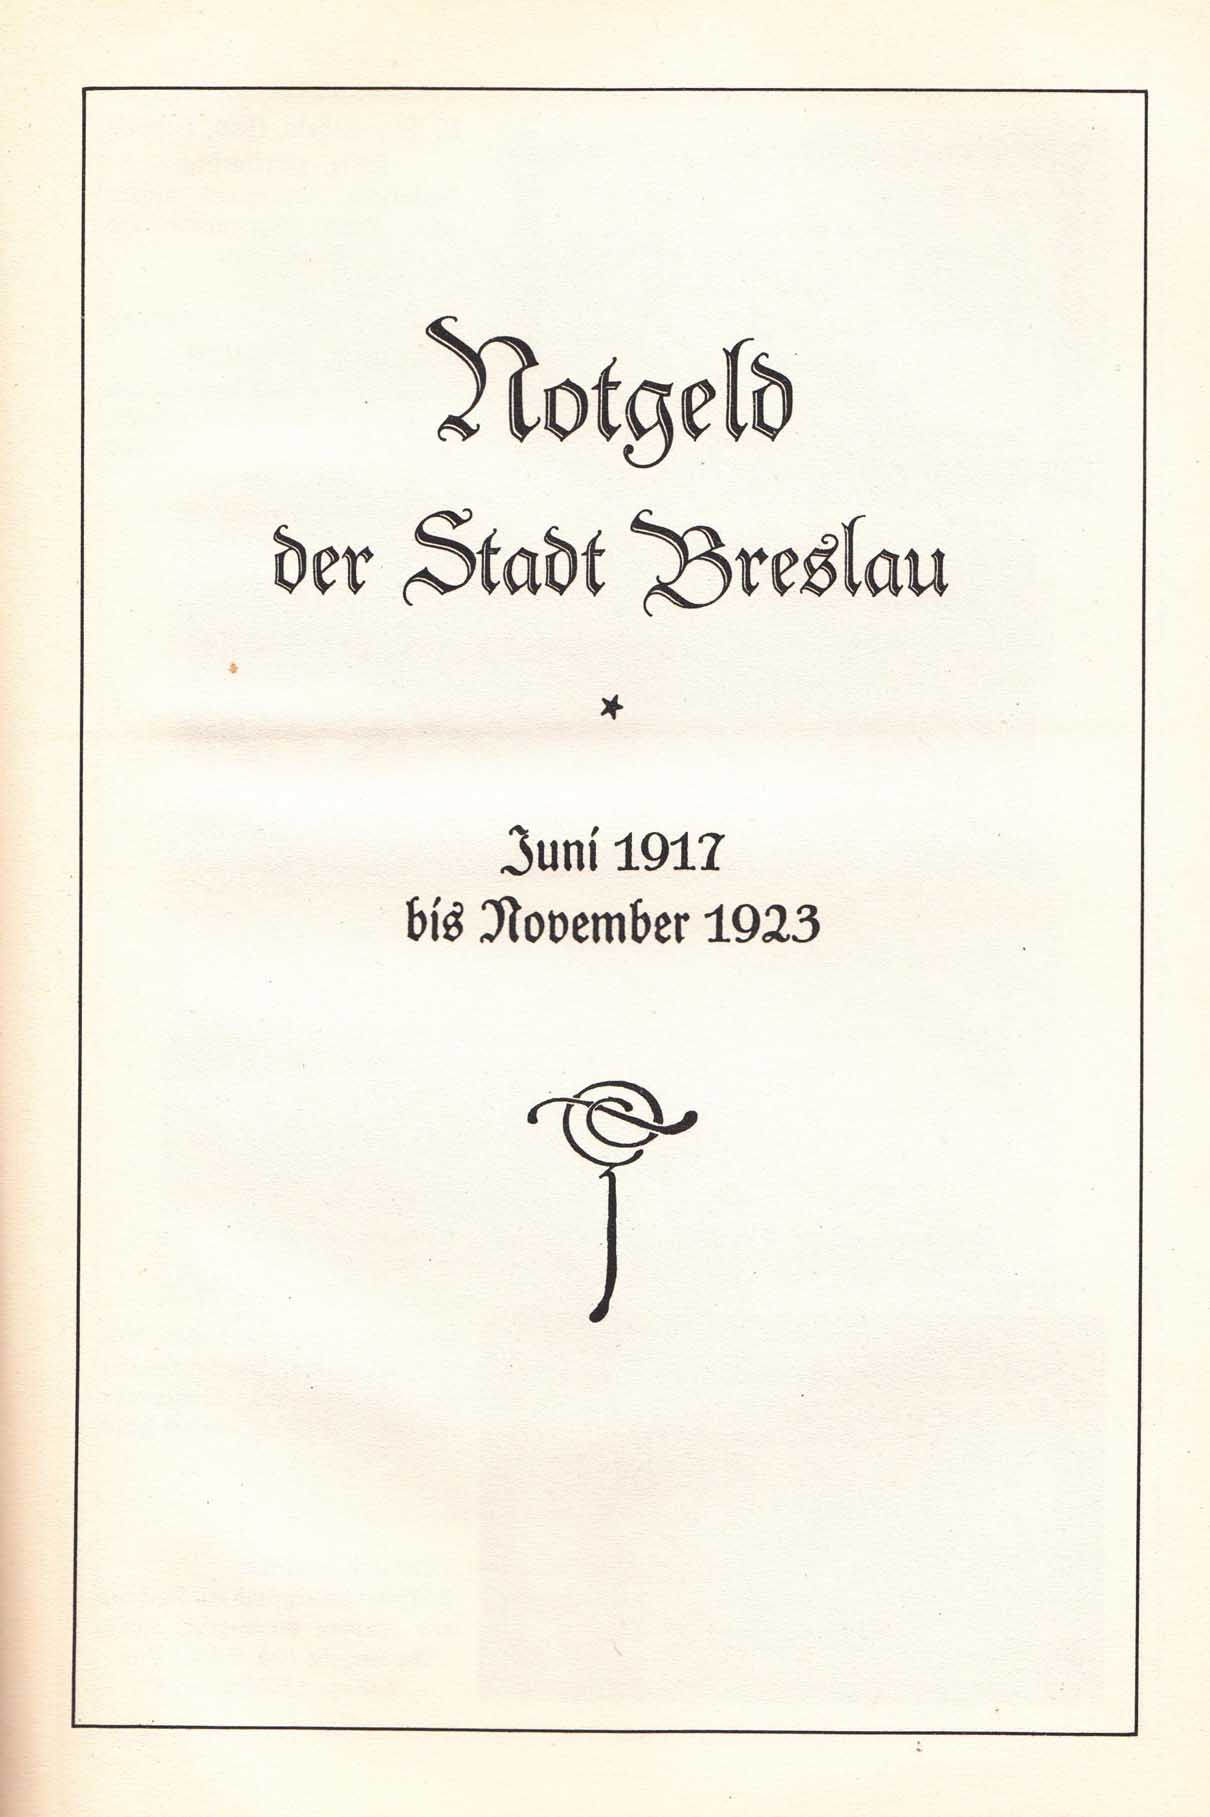 Notgeld
der Stadt Breslau
*
Juni 1917
bis November 1923